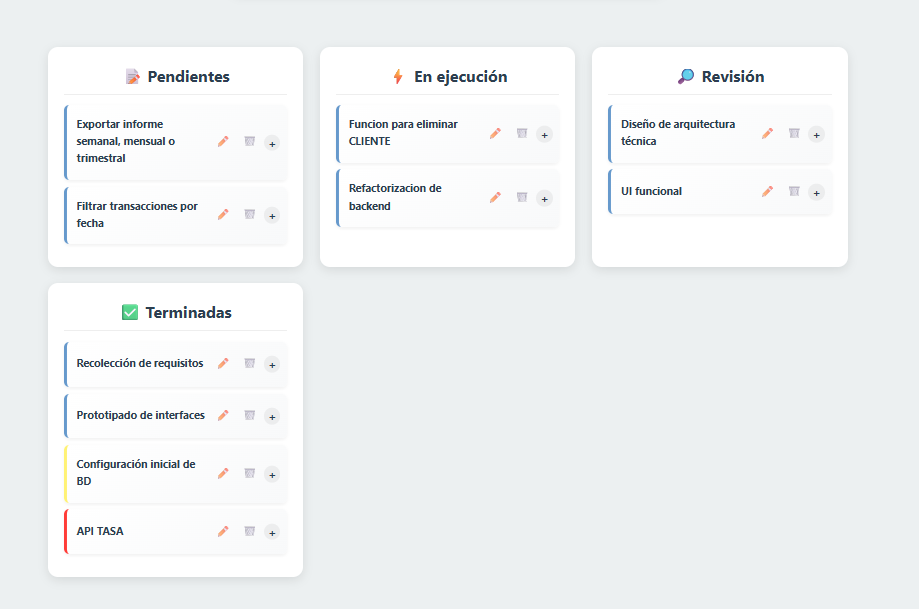 Pendientes
Exportar informe
semanal, mensual o
trimestral
+
Filtrar transacciones por
fecha
+
En ejecución
Funcion para eliminar
CLIENTE
+
Refactorizacion de
backend
+
Revisión
Diseño de arquitectura
técnica
+
UI funcional
+
Terminadas
Recolección de requisitos
+
Prototipado de interfaces
+
Configuración inicial de
BD
+
API TASA
+